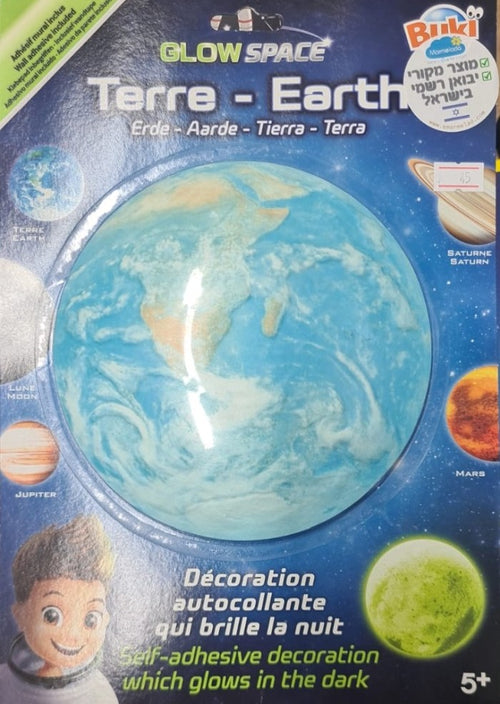 Adhésif mural inclus
Wall adhesive included
GLOW SPACE
Buki
Mamelada
מוצר מקורי
יבואן רשמי
בישראל
Terre - Earth
Erde - Aarde - Tierra - Terra
45
TERRE
EARTH
SATURNE
SATURN
LUNE
MOON
MARS
JUPITER
Décoration
autocollante
qui brille la nuit
Self-adhesive decoration
which glows in the dark
5+